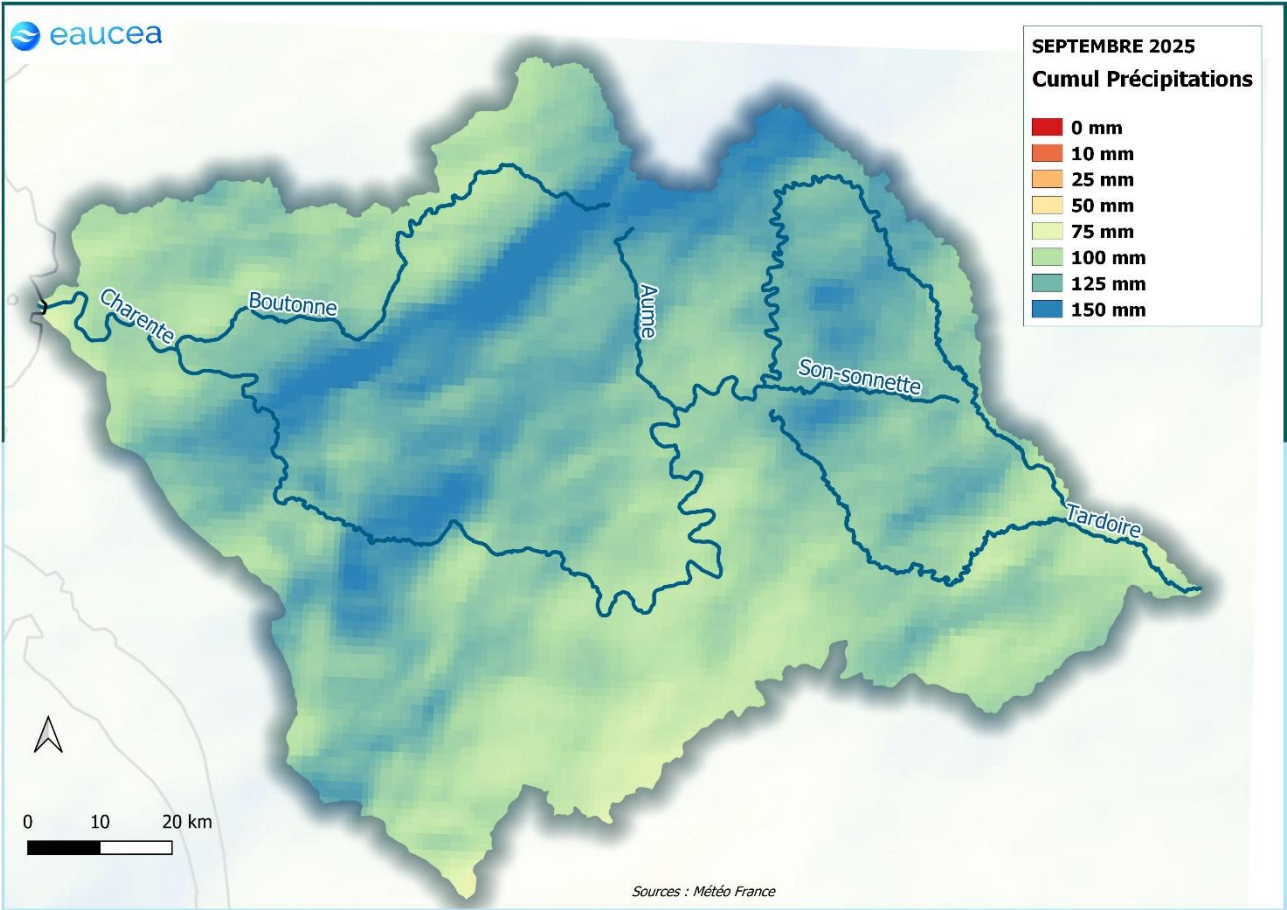 eaucea
SEPTEMBRE 2025
Cumul Précipitations
0 mm
10 mm
25 mm
50 mm
75 mm
100 mm
125 mm
150 mm
Charente
Boutonne
Aume
Son-sonnette
Tardoire
0 10 20 km
Sources : Météo France